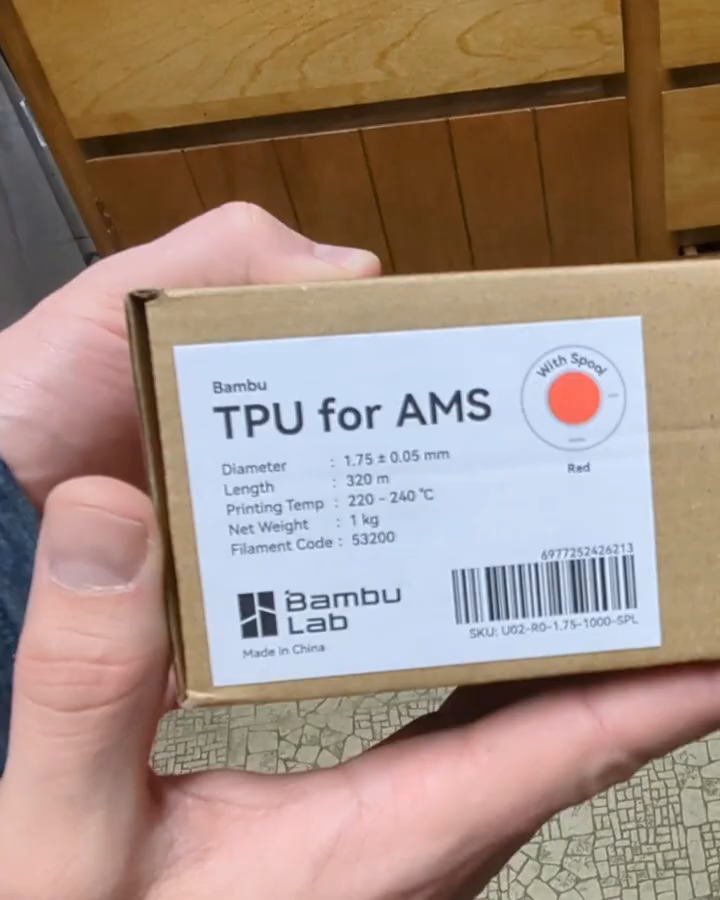 Bambu
TPU for AMS
With Spool
Red
Diameter : 1.75 ± 0.05 mm
Length : 320 m
Printing Temp : 220 - 240 °C
Net Weight : 1 kg
Filament Code : 53200
6977252426213
SKU: U02-R0-1.75-1000-SPL
Bambu
Lab
Made in China